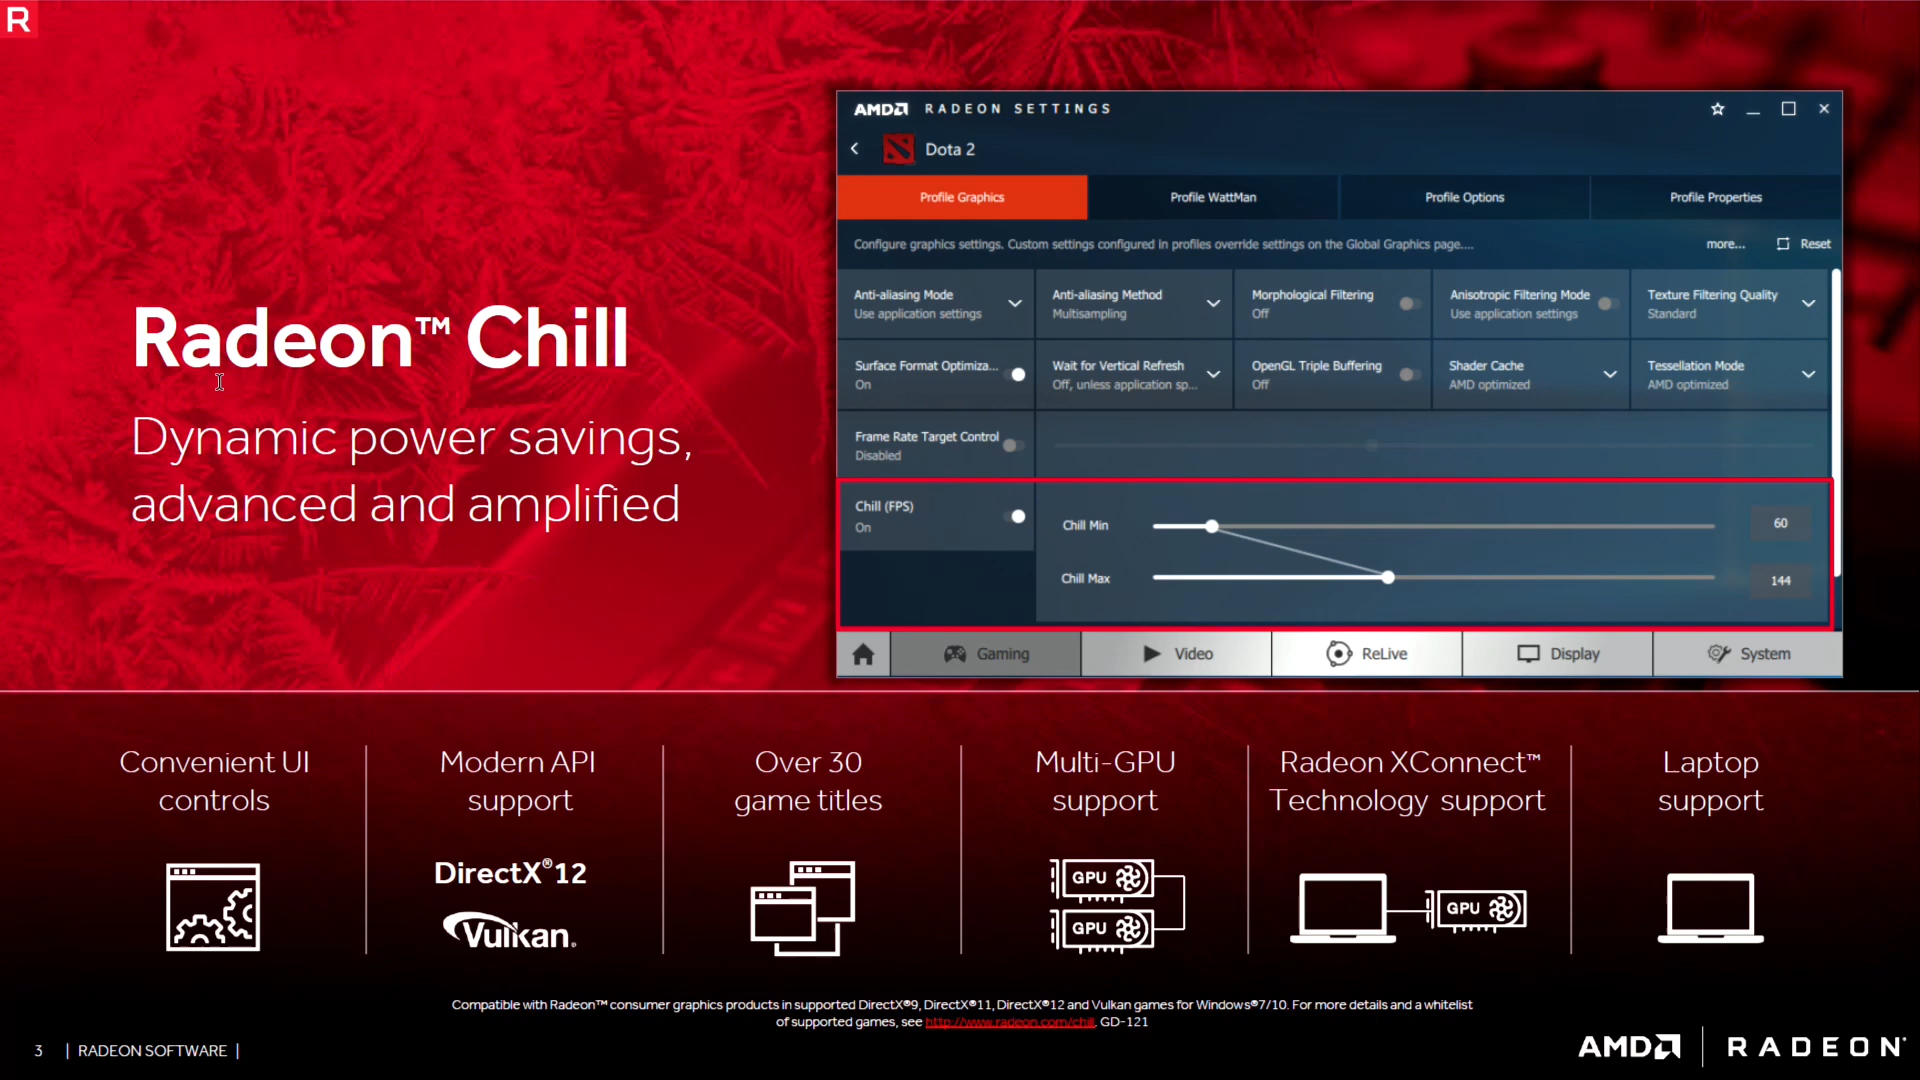 R
AMD RADEON SETTINGS
Dota 2
Profile Graphics
Profile WattMan
Profile Options
Profile Properties
Configure graphics settings. Custom settings configured in profiles override settings on the Global Graphics page....
more...
Reset
Anti-aliasing Mode
Use application settings
Anti-aliasing Method
Multisampling
Morphological Filtering
Off
Anisotropic Filtering Mode
Use application settings
Texture Filtering Quality
Standard
Surface Format Optimiza...
On
Wait for Vertical Refresh
Off, unless application sp...
OpenGL Triple Buffering
Off
Shader Cache
AMD optimized
Tessellation Mode
AMD optimized
Frame Rate Target Control
Disabled
Chill (FPS)
On
Chill Min
60
Chill Max
144
Gaming
Video
ReLive
Display
System
Radeon™ Chill
Dynamic power savings,
advanced and amplified
Convenient UI
controls
Modern API
support
DirectX®12
Vulkan.
Over 30
game titles
Multi-GPU
support
GPU
GPU
Radeon XConnect™
Technology support
GPU
Laptop
support
Compatible with Radeon™ consumer graphics products in supported DirectX®9, DirectX®11, DirectX®12 and Vulkan games for Windows®7/10. For more details and a whitelist
of supported games, see http://www.radeon.com/chill. GD-121
3 | RADEON SOFTWARE |
AMD RADEON